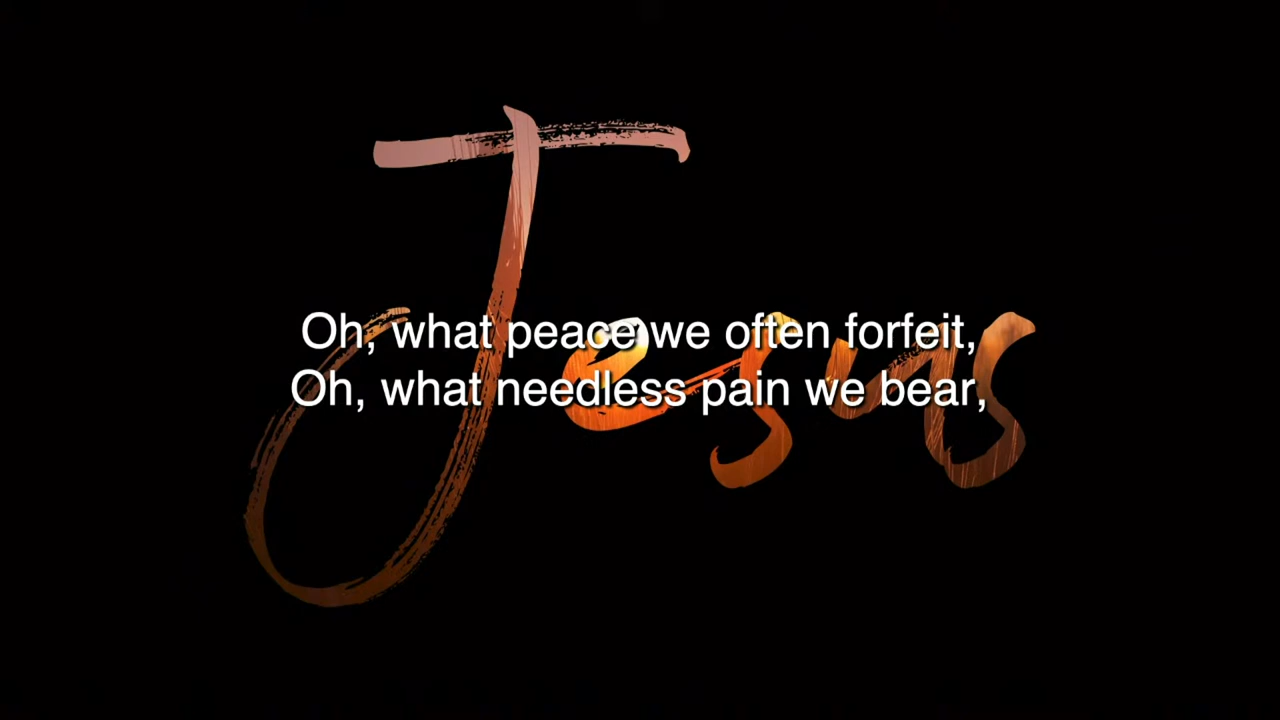 Jesus
Oh, what peace we often forfeit,
Oh, what needless pain we bear,